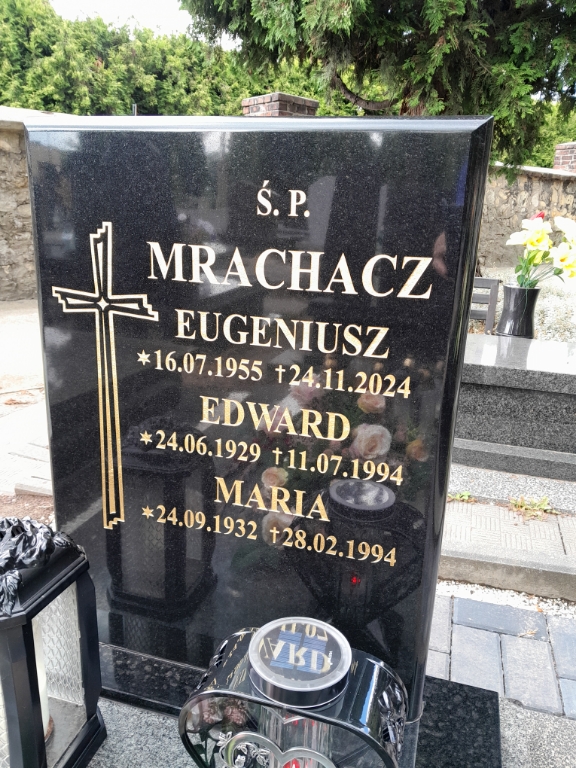 Ś. P.
MRACHACZ
EUGENIUSZ
✶16.07.1955 †24.11.2024
EDWARD
✶24.06.1929 †11.07.1994
MARIA
✶24.09.1932 †28.02.1994